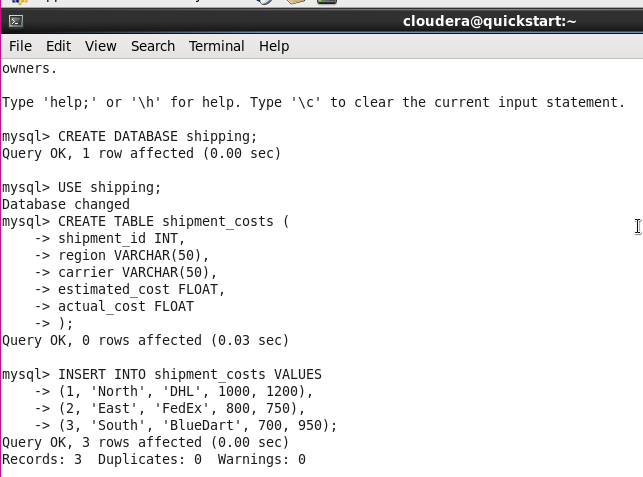 cloudera@quickstart:~
File Edit View Search Terminal Help
owners.
Type 'help;' or '\h' for help. Type '\c' to clear the current input statement.
mysql> CREATE DATABASE shipping;
Query OK, 1 row affected (0.00 sec)
mysql> USE shipping;
Database changed
mysql> CREATE TABLE shipment_costs (
    -> shipment_id INT,
    -> region VARCHAR(50),
    -> carrier VARCHAR(50),
    -> estimated_cost FLOAT,
    -> actual_cost FLOAT
    -> );
Query OK, 0 rows affected (0.03 sec)
mysql> INSERT INTO shipment_costs VALUES
    -> (1, 'North', 'DHL', 1000, 1200),
    -> (2, 'East', 'FedEx', 800, 750),
    -> (3, 'South', 'BlueDart', 700, 950);
Query OK, 3 rows affected (0.00 sec)
Records: 3  Duplicates: 0  Warnings: 0